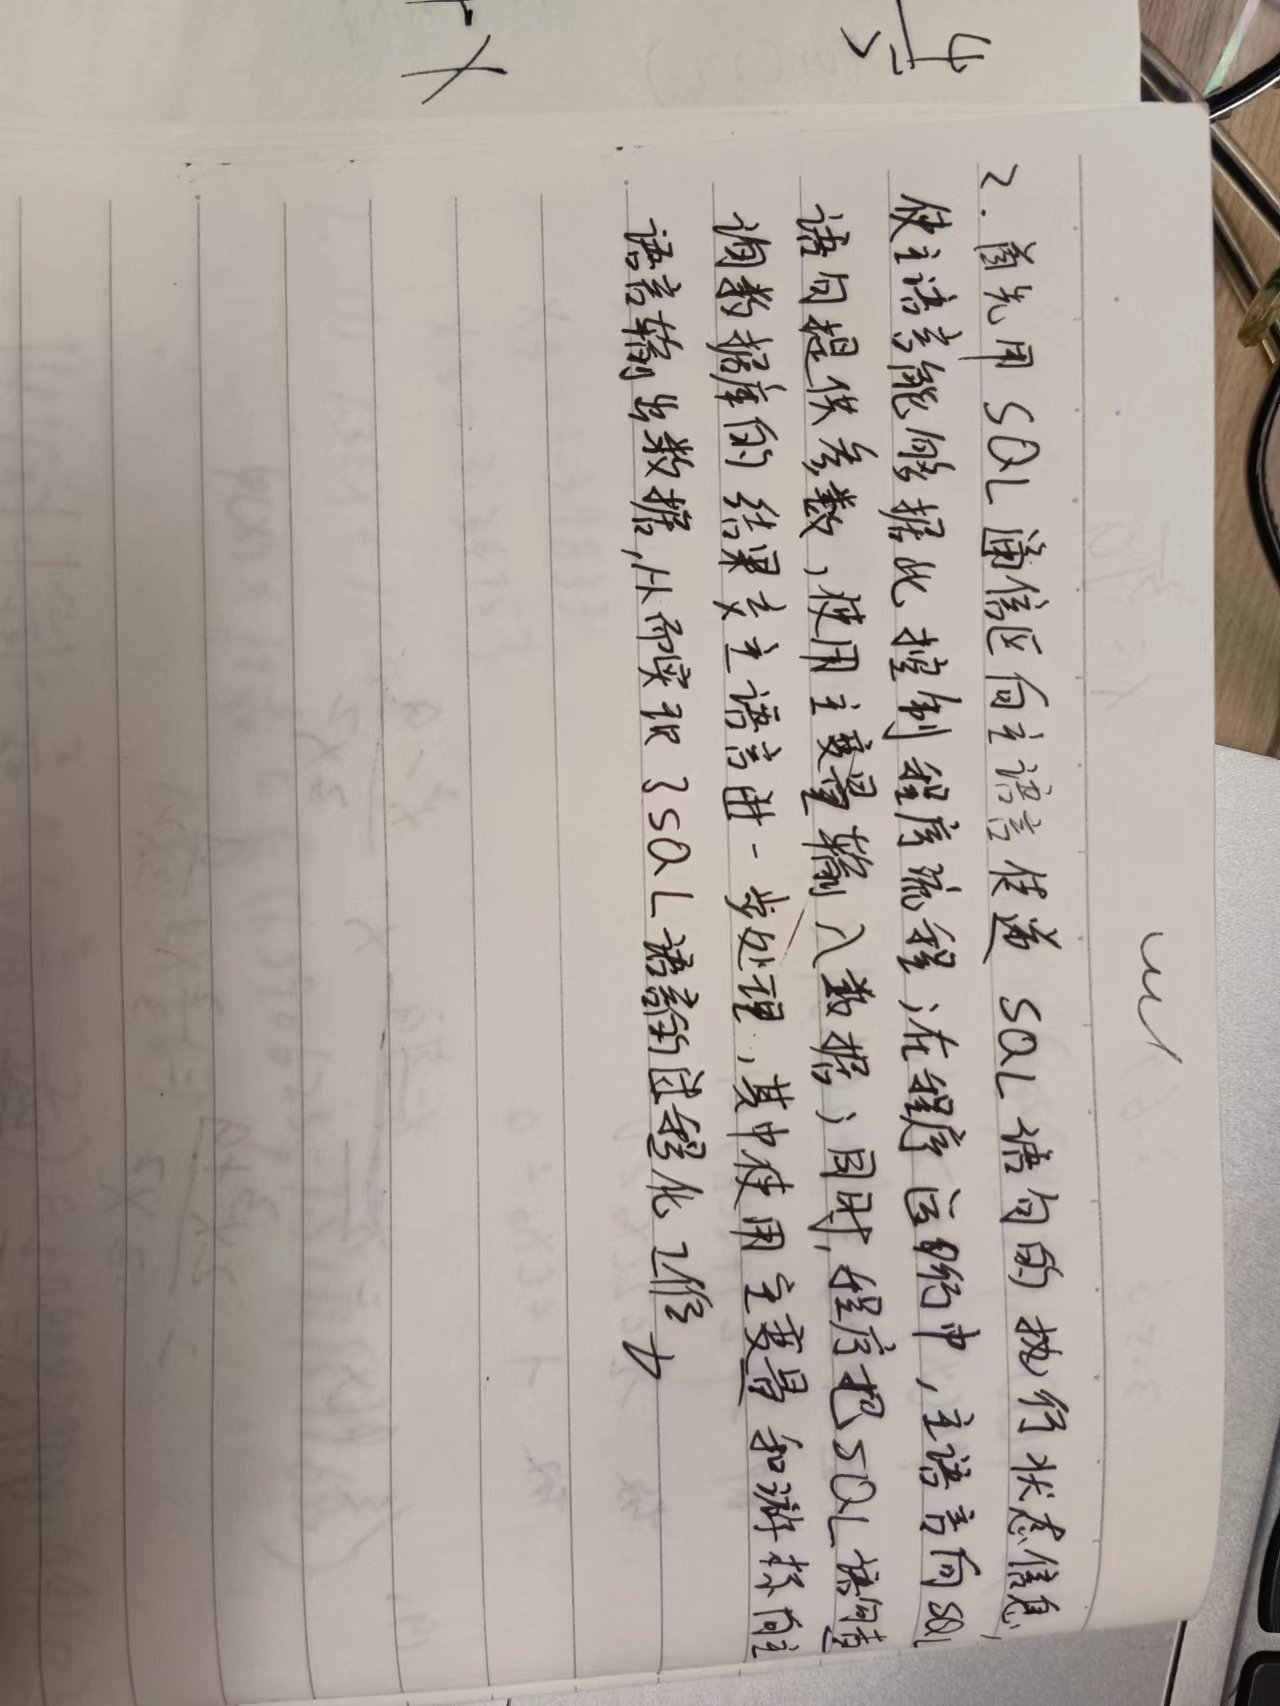 2. 首先用 SQL 通信区向主语言传递 SQL 语句的执行状态信息,
使主语言能够据此控制程序流程,在程序运行中,主语言向SQL
语句提供参数,使用主变量输入数据;同时,程序把SQL语句查
询数据库的结果交主语言进一步处理,其中使用主变量和游标向主
语言输出数据,从而实现了SQL语言的过程化工作